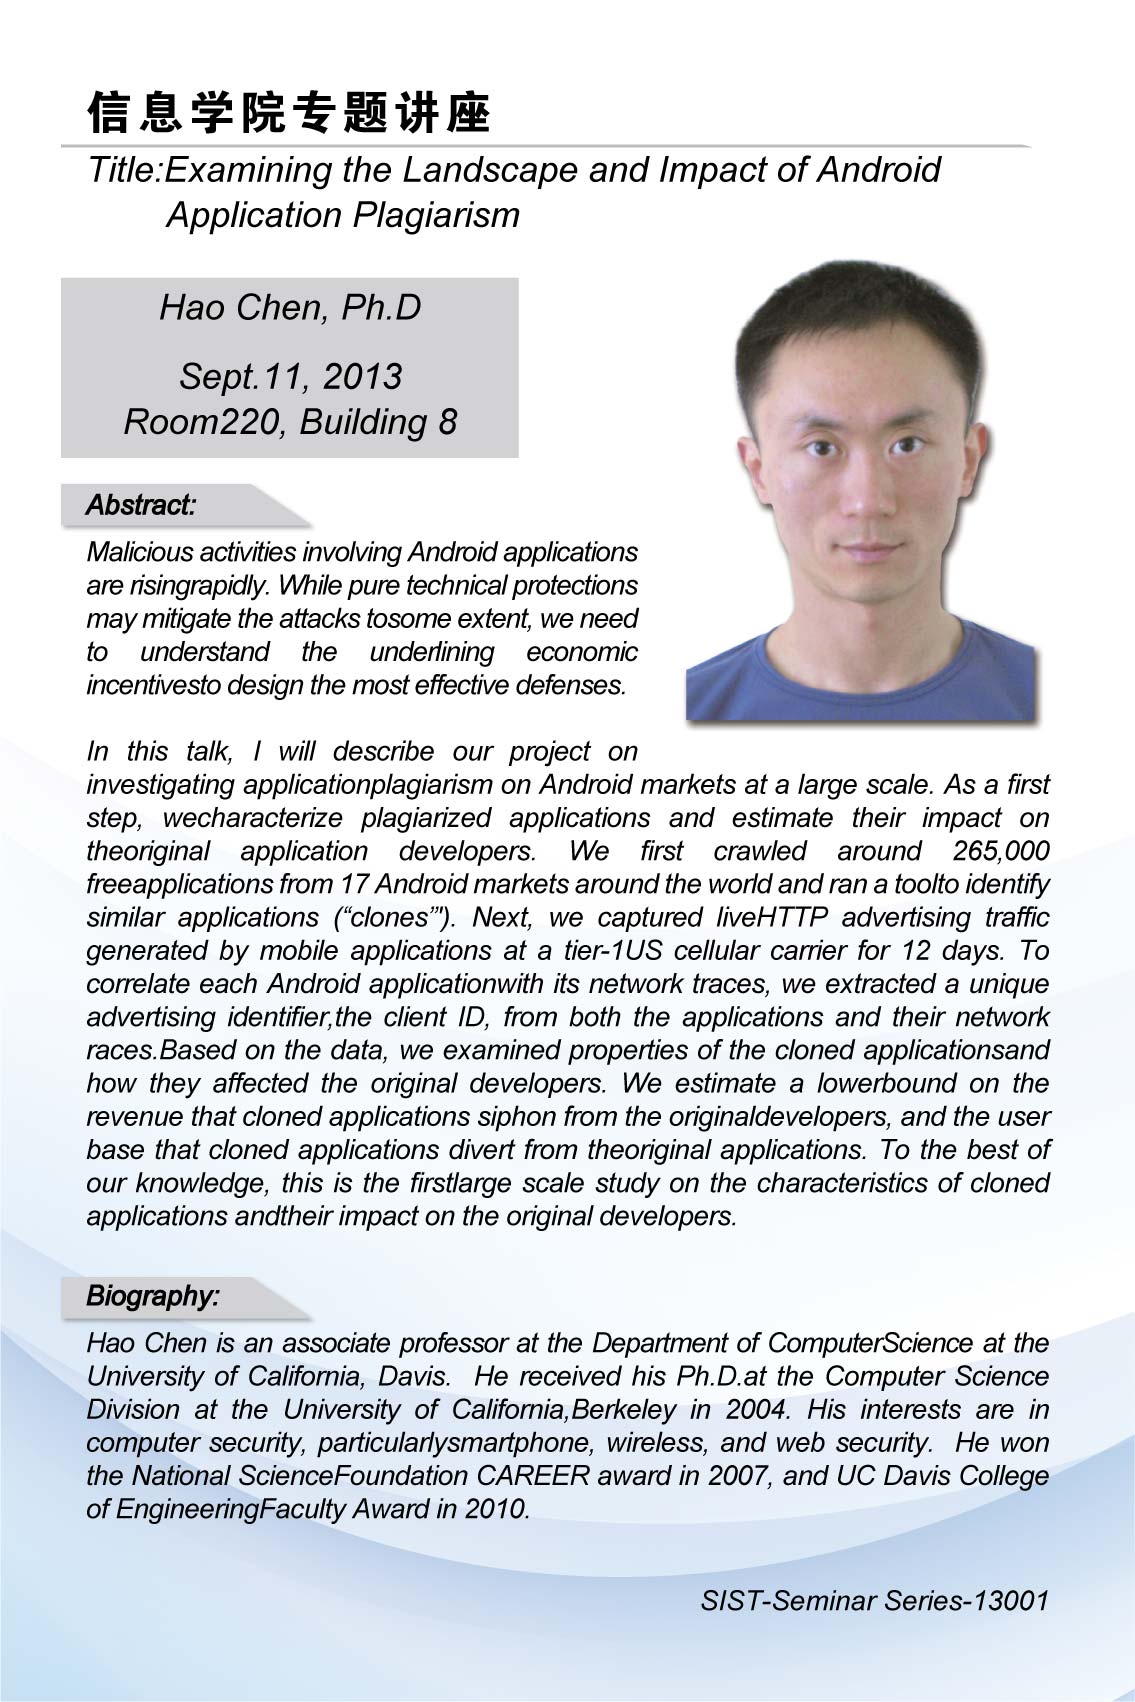 信息学院专题讲座
Title:Examining the Landscape and Impact of Android
Application Plagiarism
Hao Chen, Ph.D
Sept.11, 2013
Room220, Building 8
Abstract:
Malicious activities involving Android applications
are risingrapidly. While pure technical protections
may mitigate the attacks tosome extent, we need
to understand the underlining economic
incentivesto design the most effective defenses.
In this talk, I will describe our project on
investigating applicationplagiarism on Android markets at a large scale. As a first
step, wecharacterize plagiarized applications and estimate their impact on
theoriginal application developers. We first crawled around 265,000
freeapplications from 17 Android markets around the world and ran a toolto identify
similar applications (“clones”'). Next, we captured liveHTTP advertising traffic
generated by mobile applications at a tier-1US cellular carrier for 12 days. To
correlate each Android applicationwith its network traces, we extracted a unique
advertising identifier,the client ID, from both the applications and their network
races.Based on the data, we examined properties of the cloned applicationsand
how they affected the original developers. We estimate a lowerbound on the
revenue that cloned applications siphon from the originaldevelopers, and the user
base that cloned applications divert from theoriginal applications. To the best of
our knowledge, this is the firstlarge scale study on the characteristics of cloned
applications andtheir impact on the original developers.
Biography:
Hao Chen is an associate professor at the Department of ComputerScience at the
University of California, Davis. He received his Ph.D.at the Computer Science
Division at the University of California,Berkeley in 2004. His interests are in
computer security, particularlysmartphone, wireless, and web security. He won
the National ScienceFoundation CAREER award in 2007, and UC Davis College
of EngineeringFaculty Award in 2010.
SIST-Seminar Series-13001